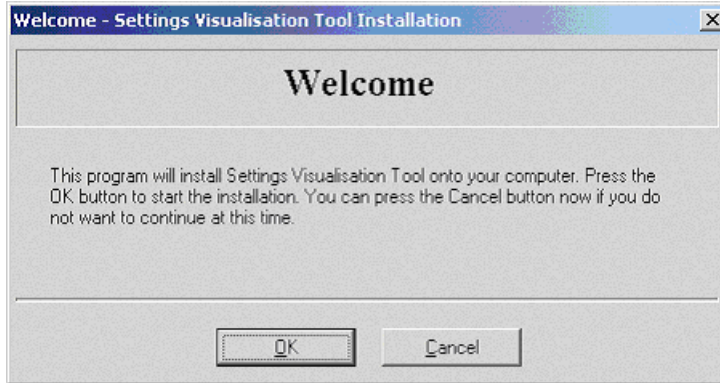 Welcome - Settings Visualisation Tool Installation
Welcome
This program will install Settings Visualisation Tool onto your computer. Press the
OK button to start the installation. You can press the Cancel button now if you do
not want to continue at this time.
OK
Cancel